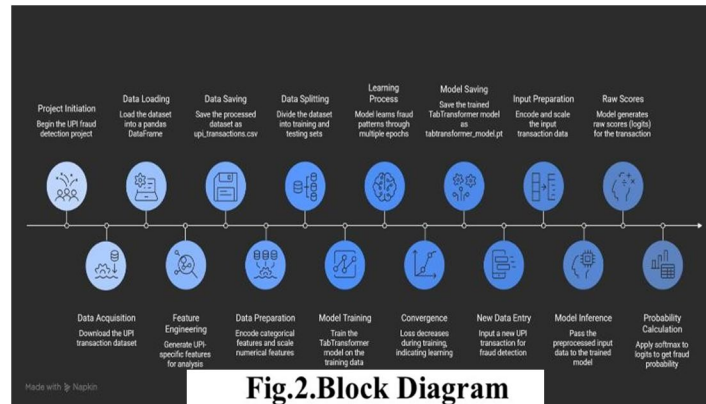 Project Initiation
Begin the UPI fraud
detection project
Data Loading
Load the dataset
into a pandas
DataFrame
Data Saving
Save the processed
dataset as
upi_transactions.csv
Data Splitting
Divide the dataset
into training and
testing sets
Learning
Process
Model learns fraud
patterns through
multiple epochs
Model Saving
Save the trained
TabTransformer model
as
tabtransformer_model.pt
Input Preparation
Encode and scale
the input
transaction data
Raw Scores
Model generates
raw scores (logits)
for the transaction
Data Acquisition
Download the UPI
transaction dataset
Feature
Engineering
Generate UPI-
specific features
for analysis
Data Preparation
Encode categorical
features and scale
numerical features
Model Training
Train the
TabTransformer
model on the
training data
Convergence
Loss decreases
during training,
indicating learning
New Data Entry
Input a new UPI
transaction for
fraud detection
Model Inference
Pass the
preprocessed input
data to the trained
model
Probability
Calculation
Apply softmax to
logits to get fraud
probability
Made with Napkin
Fig.2.Block Diagram